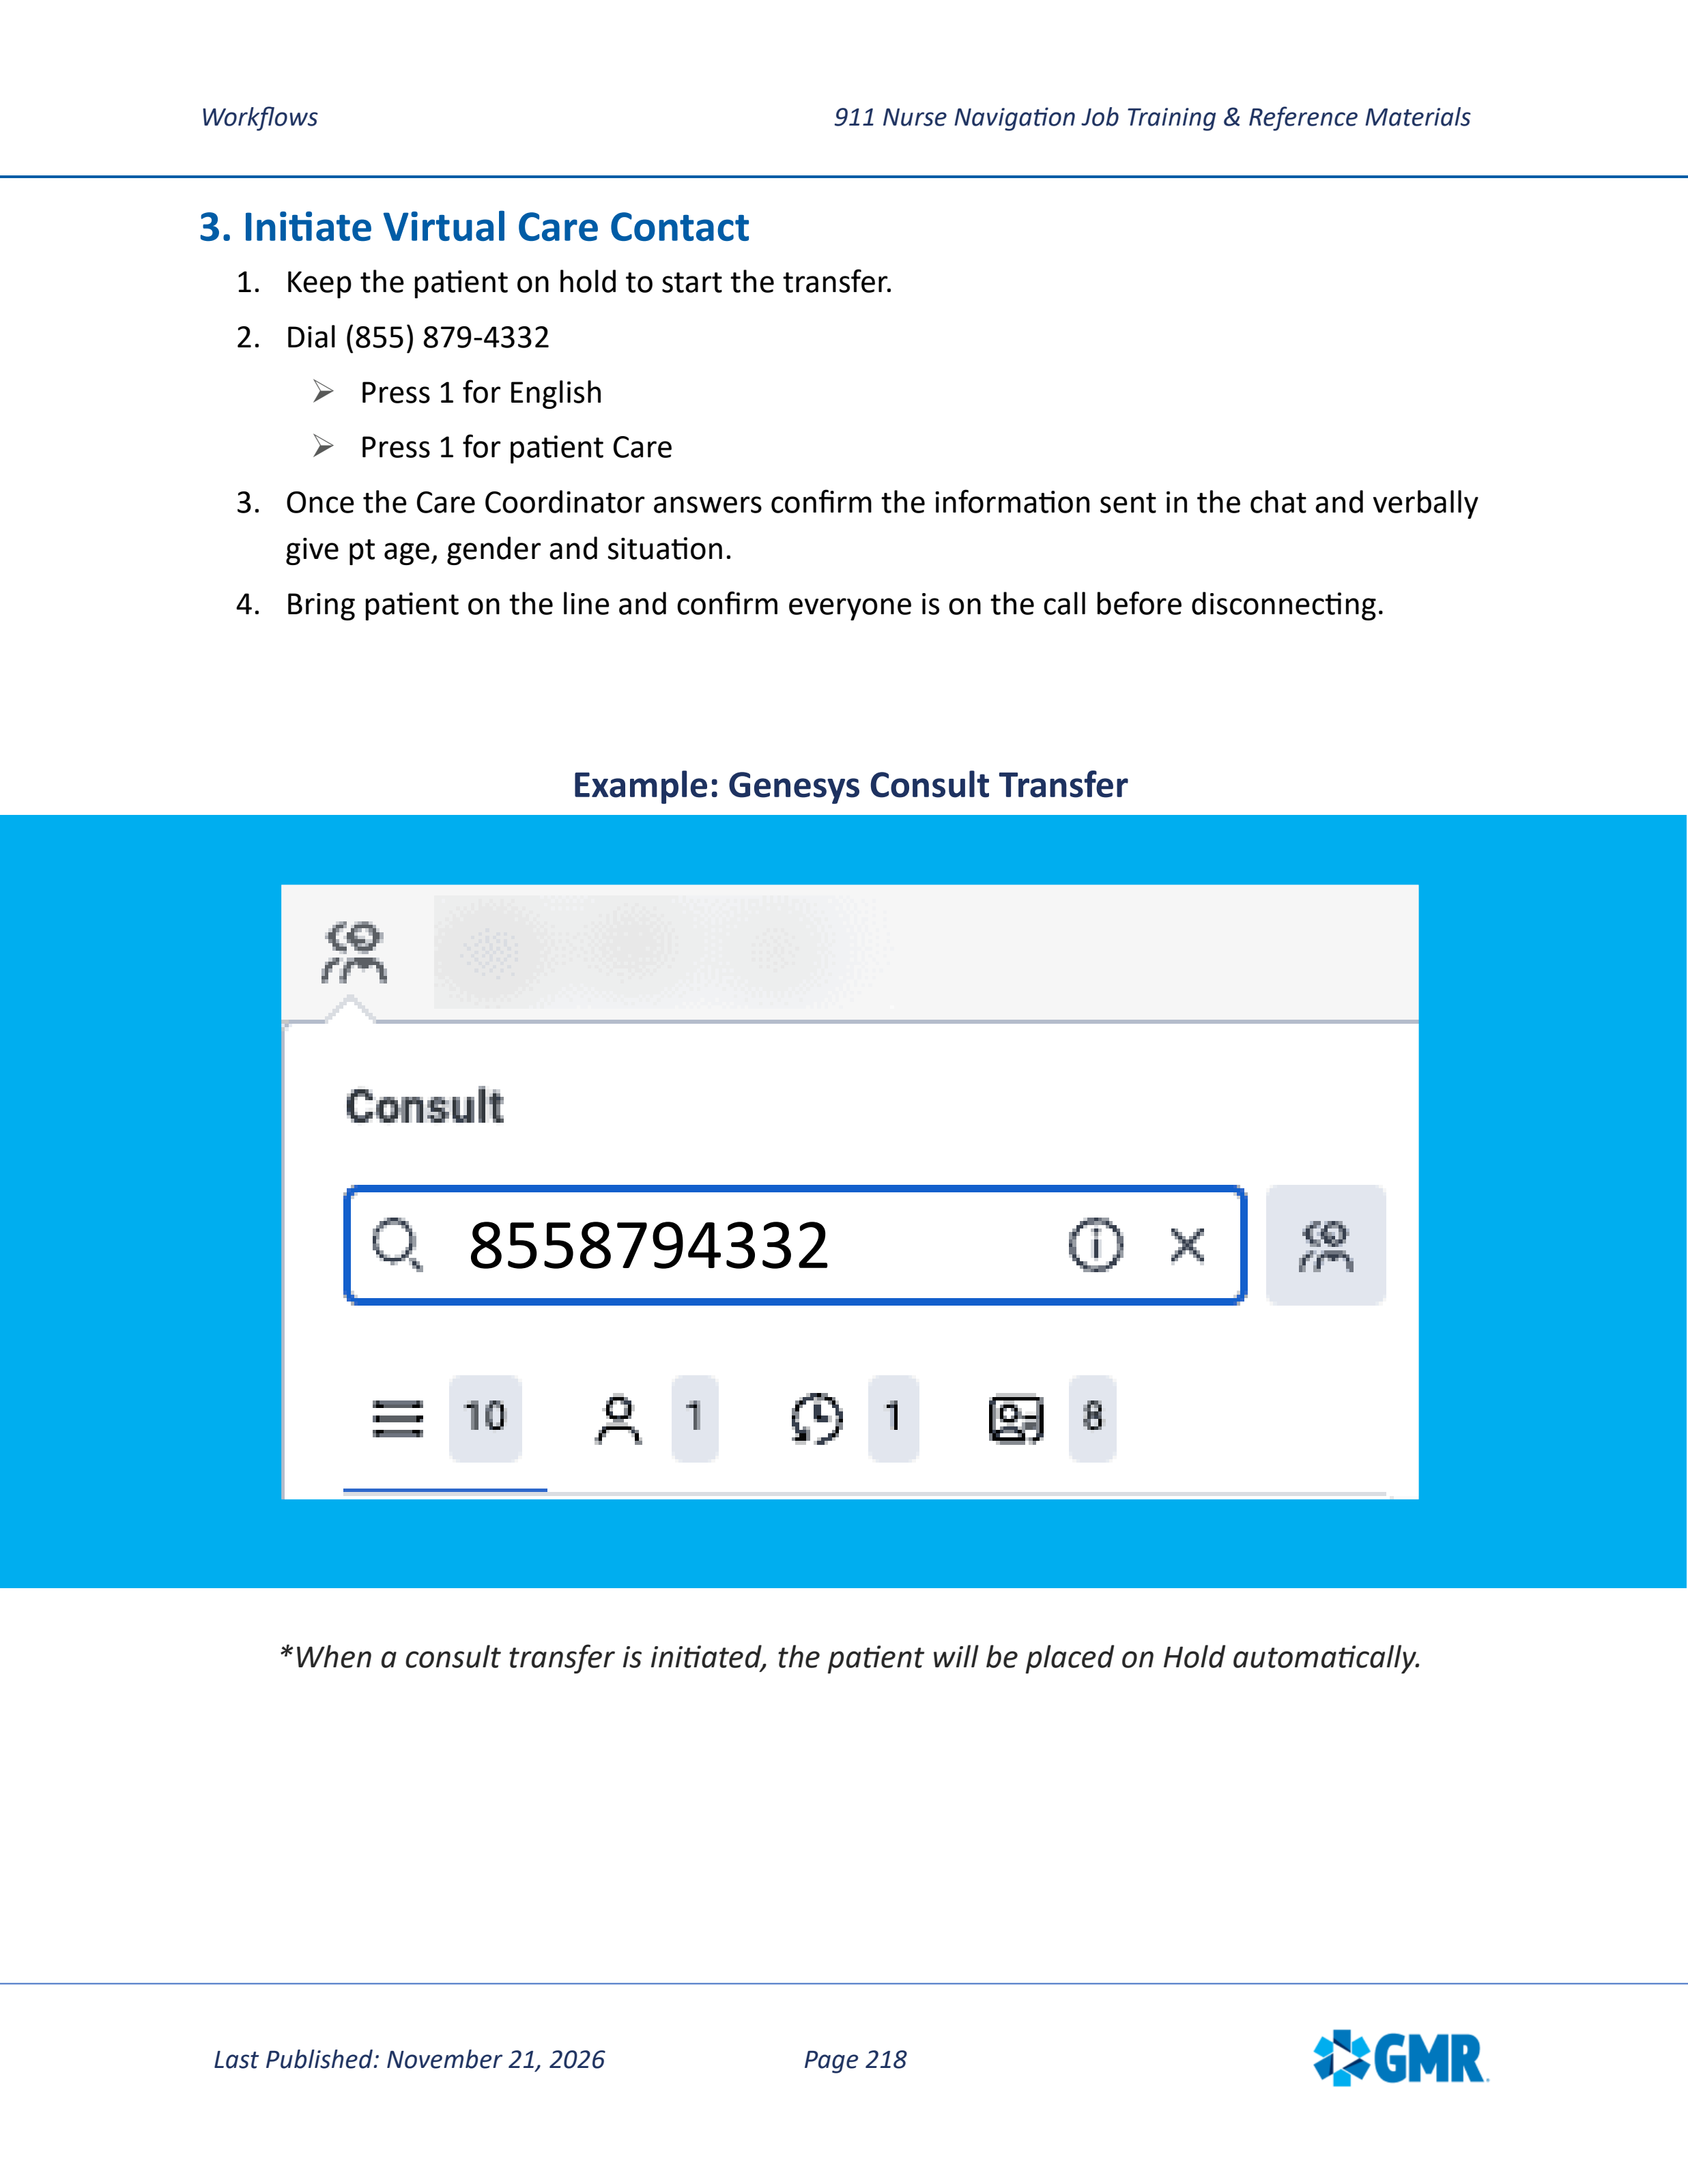 Workflows
911 Nurse Navigation Job Training & Reference Materials
3. Initiate Virtual Care Contact
1. Keep the patient on hold to start the transfer.
2. Dial (855) 879-4332
➢ Press 1 for English
➢ Press 1 for patient Care
3. Once the Care Coordinator answers confirm the information sent in the chat and verbally
give pt age, gender and situation.
4. Bring patient on the line and confirm everyone is on the call before disconnecting.
Example: Genesys Consult Transfer
Consult
8558794332
10 1 1 8
*When a consult transfer is initiated, the patient will be placed on Hold automatically.
Last Published: November 21, 2026
Page 218
GMR